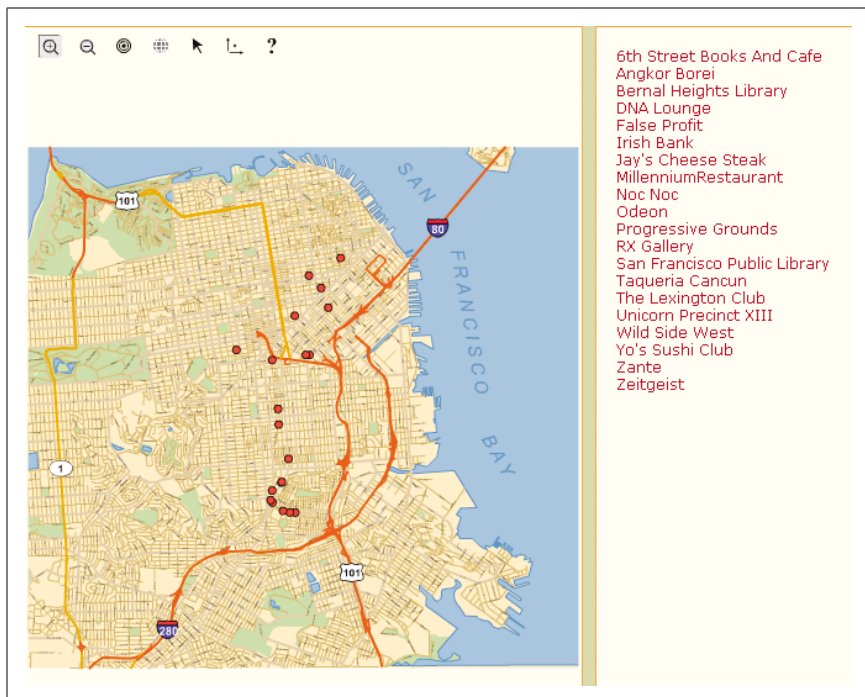 ?
101
SAN
80
FRANCISCO
BAY
1
101
280
6th Street Books And Cafe
Angkor Borei
Bernal Heights Library
DNA Lounge
False Profit
Irish Bank
Jay's Cheese Steak
MillenniumRestaurant
Noc Noc
Odeon
Progressive Grounds
RX Gallery
San Francisco Public Library
Taqueria Cancun
The Lexington Club
Unicorn Precinct XIII
Wild Side West
Yo's Sushi Club
Zante
Zeitgeist